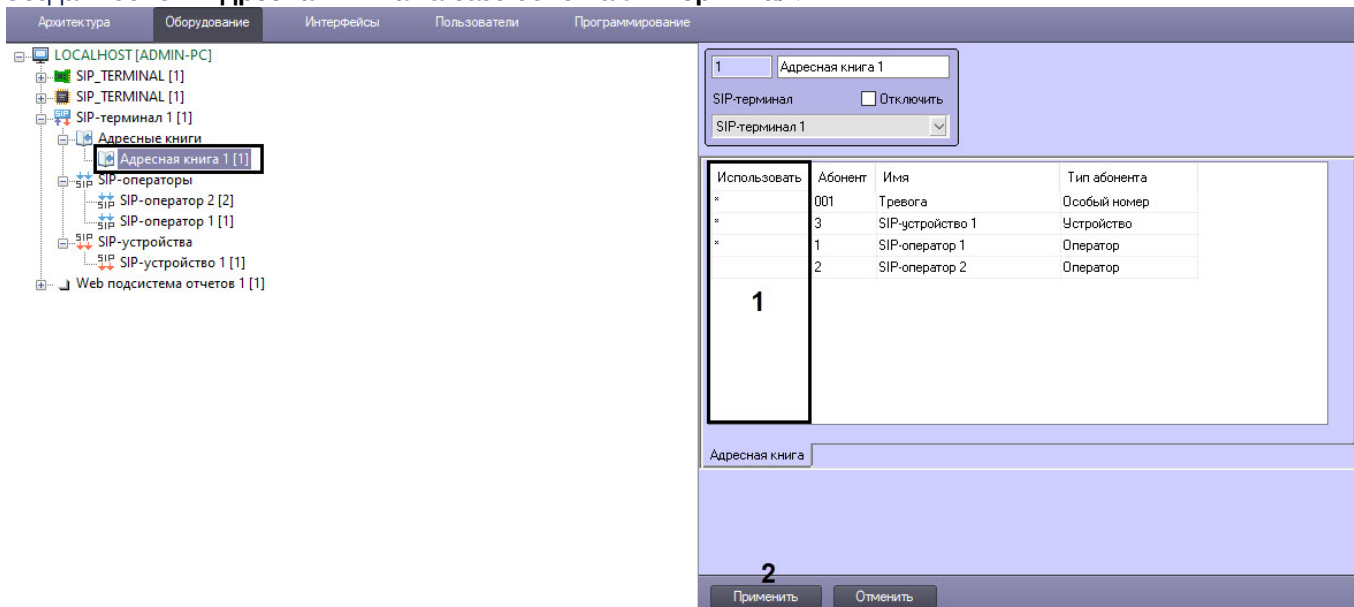 Архитектура Оборудование Интерфейсы Пользователи Программирование
LOCALHOST [ADMIN-PC]
SIP_TERMINAL [1]
SIP_TERMINAL [1]
SIP-терминал 1 [1]
Адресные книги
Адресная книга 1 [1]
SIP-операторы
SIP-оператор 2 [2]
SIP-оператор 1 [1]
SIP-устройства
SIP-устройство 1 [1]
Web подсистема отчетов 1 [1]
1 Адресная книга 1
SIP-терминал Отключить
SIP-терминал 1
Использовать Абонент Имя Тип абонента
* 001 Тревога Особый номер
* 3 SIP-устройство 1 Устройство
* 1 SIP-оператор 1 Оператор
2 SIP-оператор 2 Оператор
1
Адресная книга
2
Применить Отменить